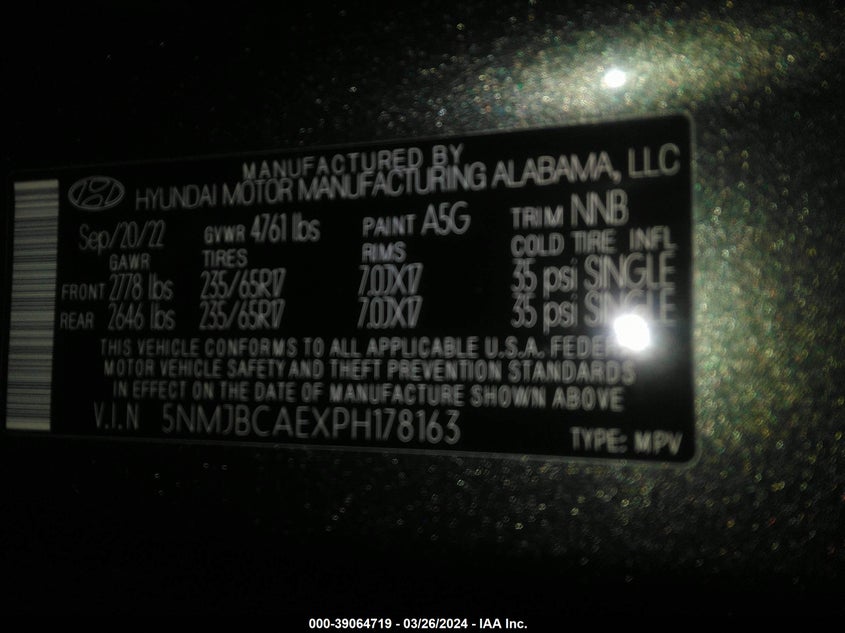 MANUFACTURED BY
HYUNDAI MOTOR MANUFACTURING ALABAMA, LLC
Sep/20/22 GVWR 4761 lbs PAINT A5G TRIM NNB
GAWR TIRES RIMS COLD TIRE INFL
FRONT 2778 lbs 235/65R17 7.0JX17 35 psi SINGLE
REAR 2646 lbs 235/65R17 7.0JX17 35 psi SINGLE
THIS VEHICLE CONFORMS TO ALL APPLICABLE U.S.A.
MOTOR VEHICLE SAFETY AND THEFT PREVENTION STANDARDS
IN EFFECT ON THE DATE OF MANUFACTURE SHOWN ABOVE
V.I.N 5NMJBCAEXPH178163 TYPE: MPV
000-39064719 - 03/26/2024 - IAA Inc.